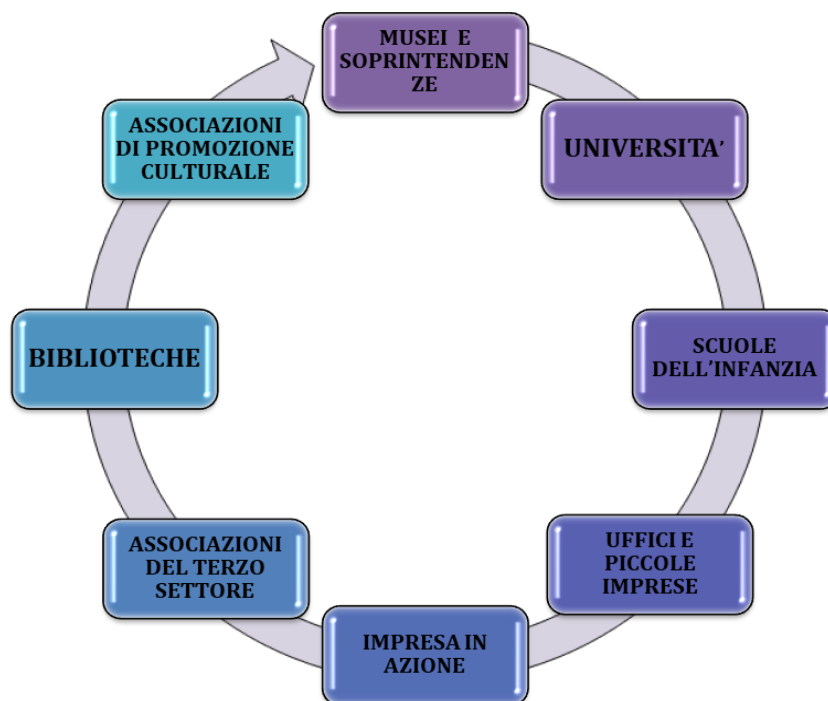 MUSEI E
SOPRINTENDEN
ZE
UNIVERSITA’
SCUOLE
DELL’INFANZIA
UFFICI E
PICCOLE
IMPRESE
IMPRESA IN
AZIONE
ASSOCIAZIONI
DEL TERZO
SETTORE
BIBLIOTECHE
ASSOCIAZIONI
DI PROMOZIONE
CULTURALE